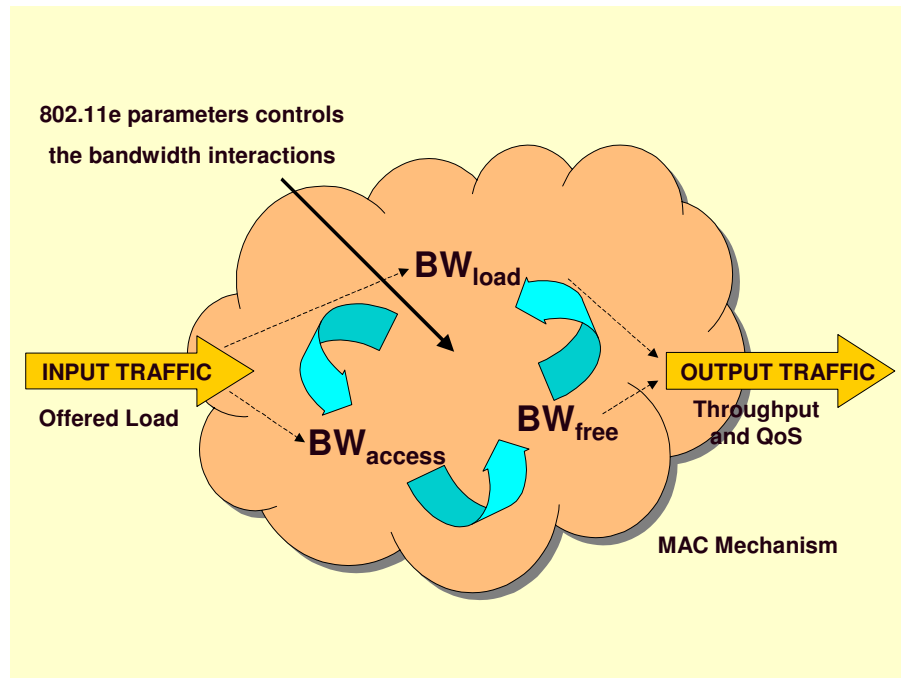 802.11e parameters controls
the bandwidth interactions
BWload
INPUT TRAFFIC
OUTPUT TRAFFIC
Offered Load
Throughput
and QoS
BWfree
BWaccess
MAC Mechanism